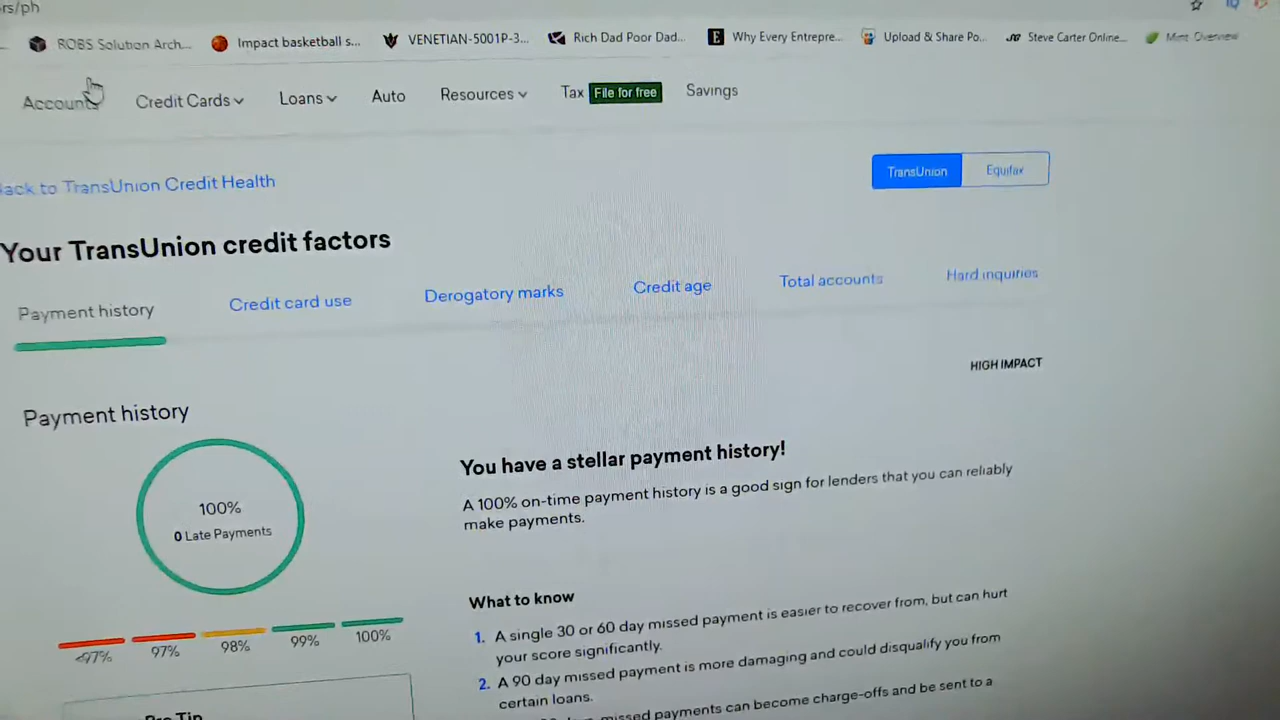 rs/ph
ROBS Solution Arch... Impact basketball s... VENETIAN-5001P-3... Rich Dad Poor Dad... E Why Every Entrepre... Upload & Share Po... Steve Carter Online... Mint Overview
Account Credit Cards Loans Auto Resources Tax File for free Savings
ack to TransUnion Credit Health
TransUnion Equifax
Your TransUnion credit factors
Payment history Credit card use Derogatory marks Credit age Total accounts Hard inquiries
HIGH IMPACT
Payment history
100%
0 Late Payments
<97% 97% 98% 99% 100%
You have a stellar payment history!
A 100% on-time payment history is a good sign for lenders that you can reliably
make payments.
What to know
1. A single 30 or 60 day missed payment is easier to recover from, but can hurt
your score significantly.
2. A 90 day missed payment is more damaging and could disqualify you from
certain loans.
missed payments can become charge-offs and be sent to a
Pro Tip